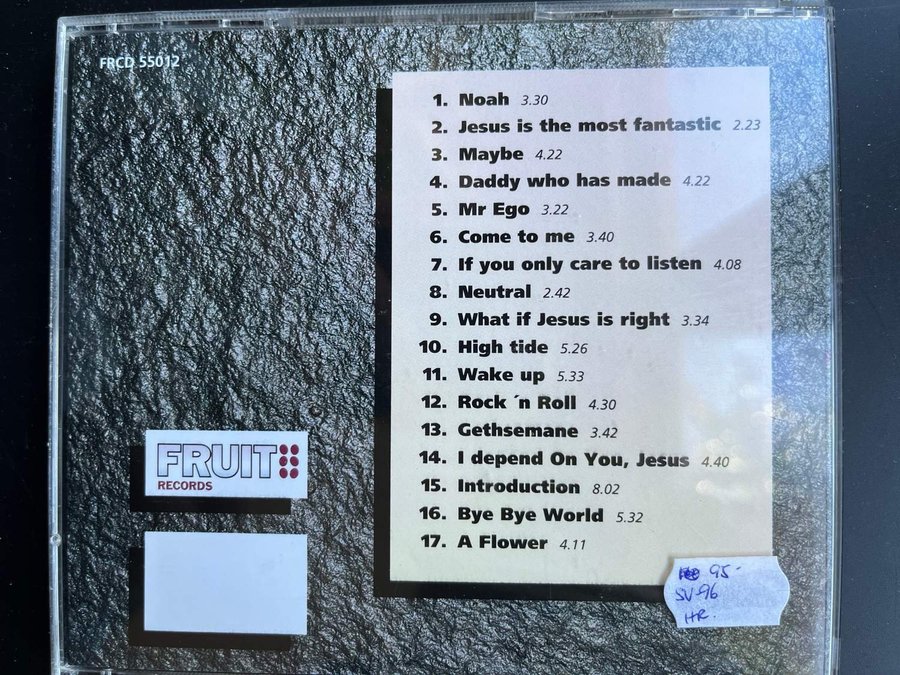 FRCD 55012
1. Noah 3.30
2. Jesus is the most fantastic 2.23
3. Maybe 4.22
4. Daddy who has made 4.22
5. Mr Ego 3.22
6. Come to me 3.40
7. If you only care to listen 4.08
8. Neutral 2.42
9. What if Jesus is right 3.34
10. High tide 5.26
11. Wake up 5.33
12. Rock ´n Roll 4.30
13. Gethsemane 3.42
14. I depend On You, Jesus 4.40
15. Introduction 8.02
16. Bye Bye World 5.32
17. A Flower 4.11
FRUIT
RECORDS
95-
SV-96
HR.